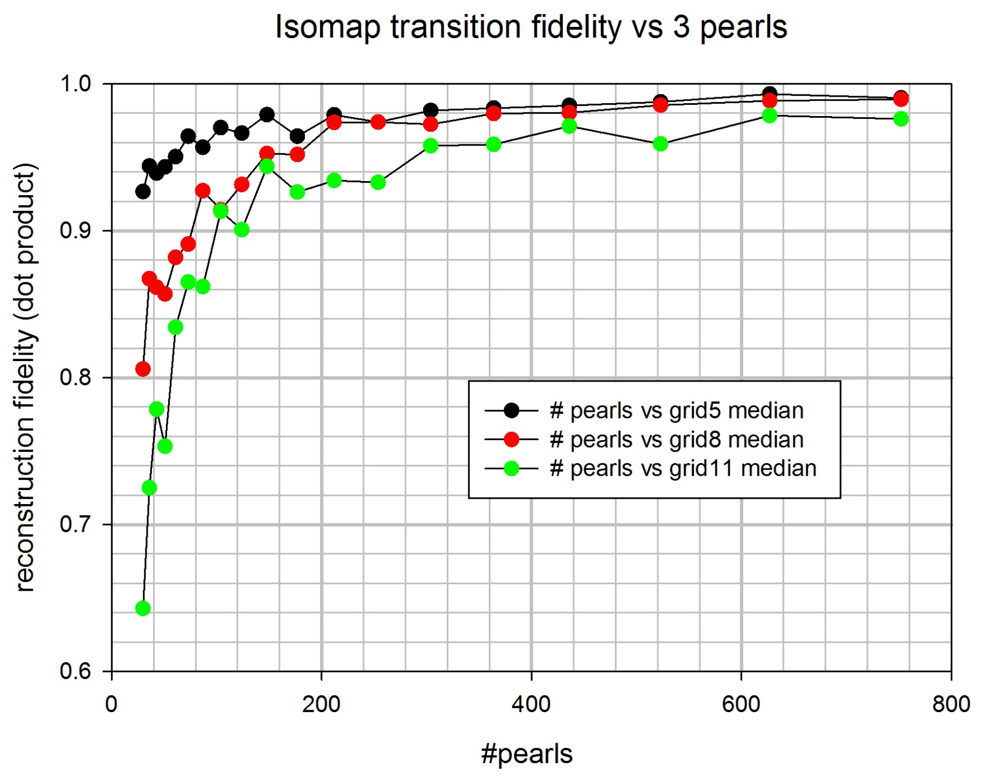 Isomap transition fidelity vs 3 pearls
reconstruction fidelity (dot product)
1.0
0.9
0.8
0.7
0.6
# pearls vs grid5 median
# pearls vs grid8 median
# pearls vs grid11 median
0 200 400 600 800
#pearls